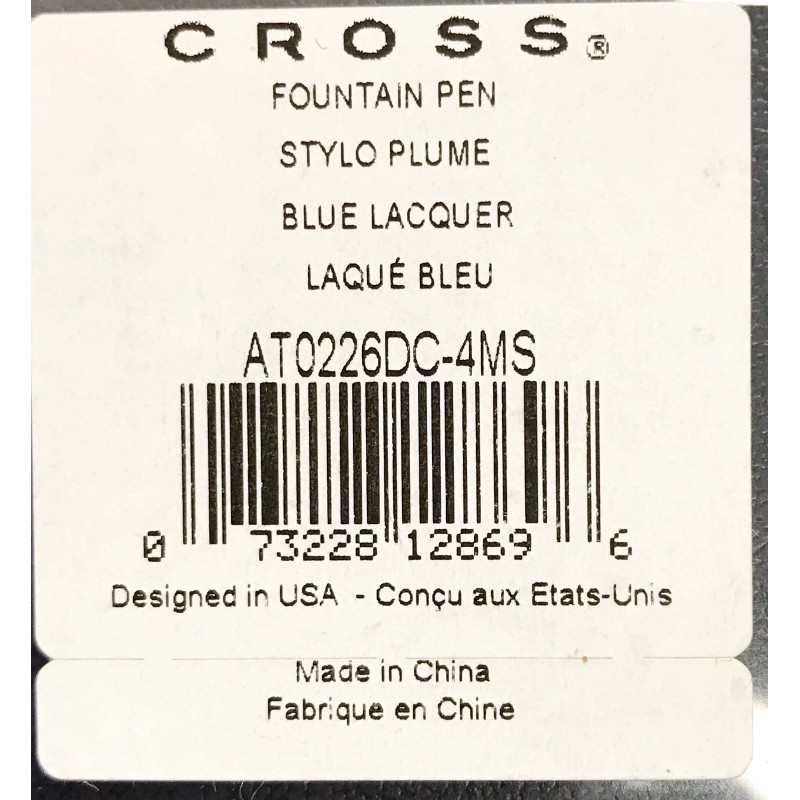 CROSS®
FOUNTAIN PEN
STYLO PLUME
BLUE LACQUER
LAQUÉ BLEU
AT0226DC-4MS
0 73228 12869 6
Designed in USA - Conçu aux Etats-Unis
Made in China
Fabrique en Chine